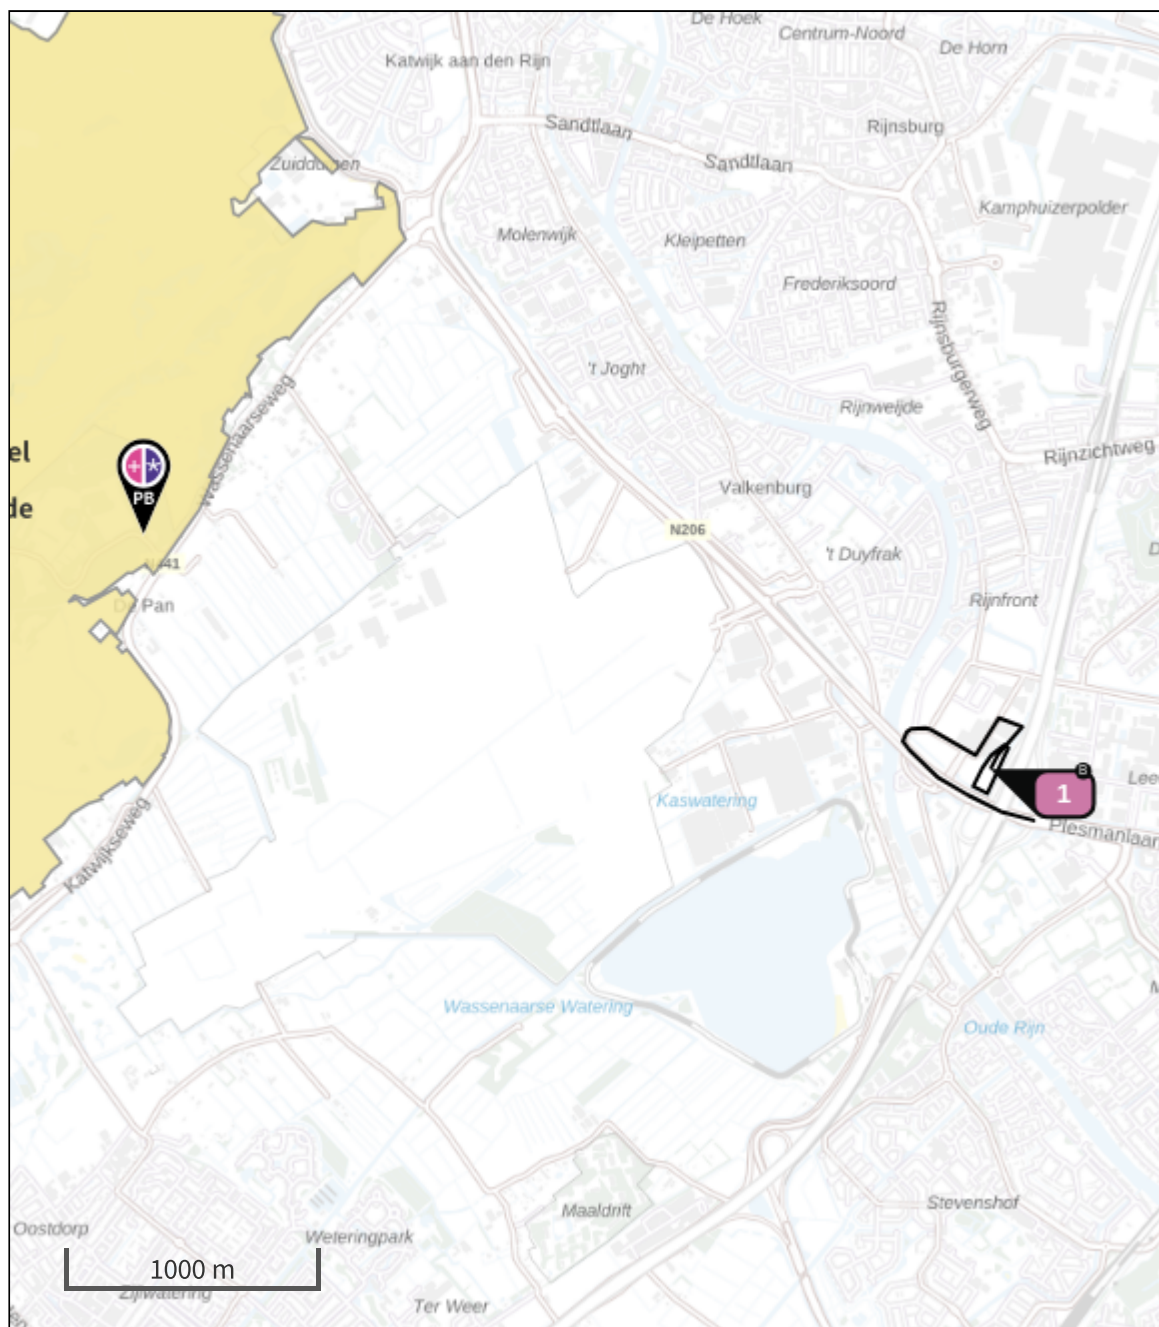 De Hoek
Centrum-Noord
De Horn
Katwijk aan den Rijn
Sandtlaan
Rijnsburg
Sandtlaan
Kamphuizerpolder
Molenwijk
Kleipetten
Frederiksoord
Rijnsburgerweg
't Joght
Wassenaarseweg
Rijnweijde
Rijnzichtweg
el
PB
de
Valkenburg
N206
't Duyfrak
De Pan
Rijnfront
B
1
Lee
Kaswatering
Plesmanlaan
Katwijkseweg
Wassenaarse Watering
Oude Rijn
Maaldrift
Stevenshof
Oostdorp
Weteringpark
1000 m
Zijlwatering
Ter Weer